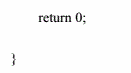 return 0;
}